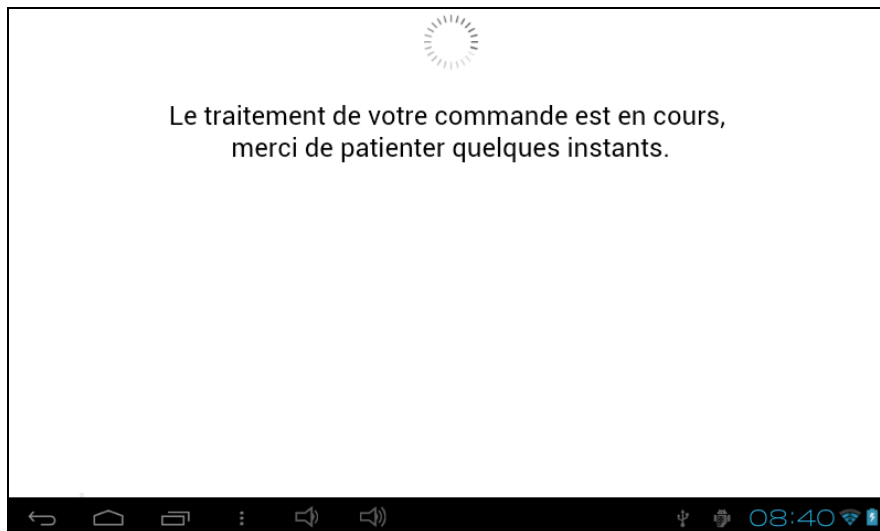 Le traitement de votre commande est en cours,
merci de patienter quelques instants.
08:40